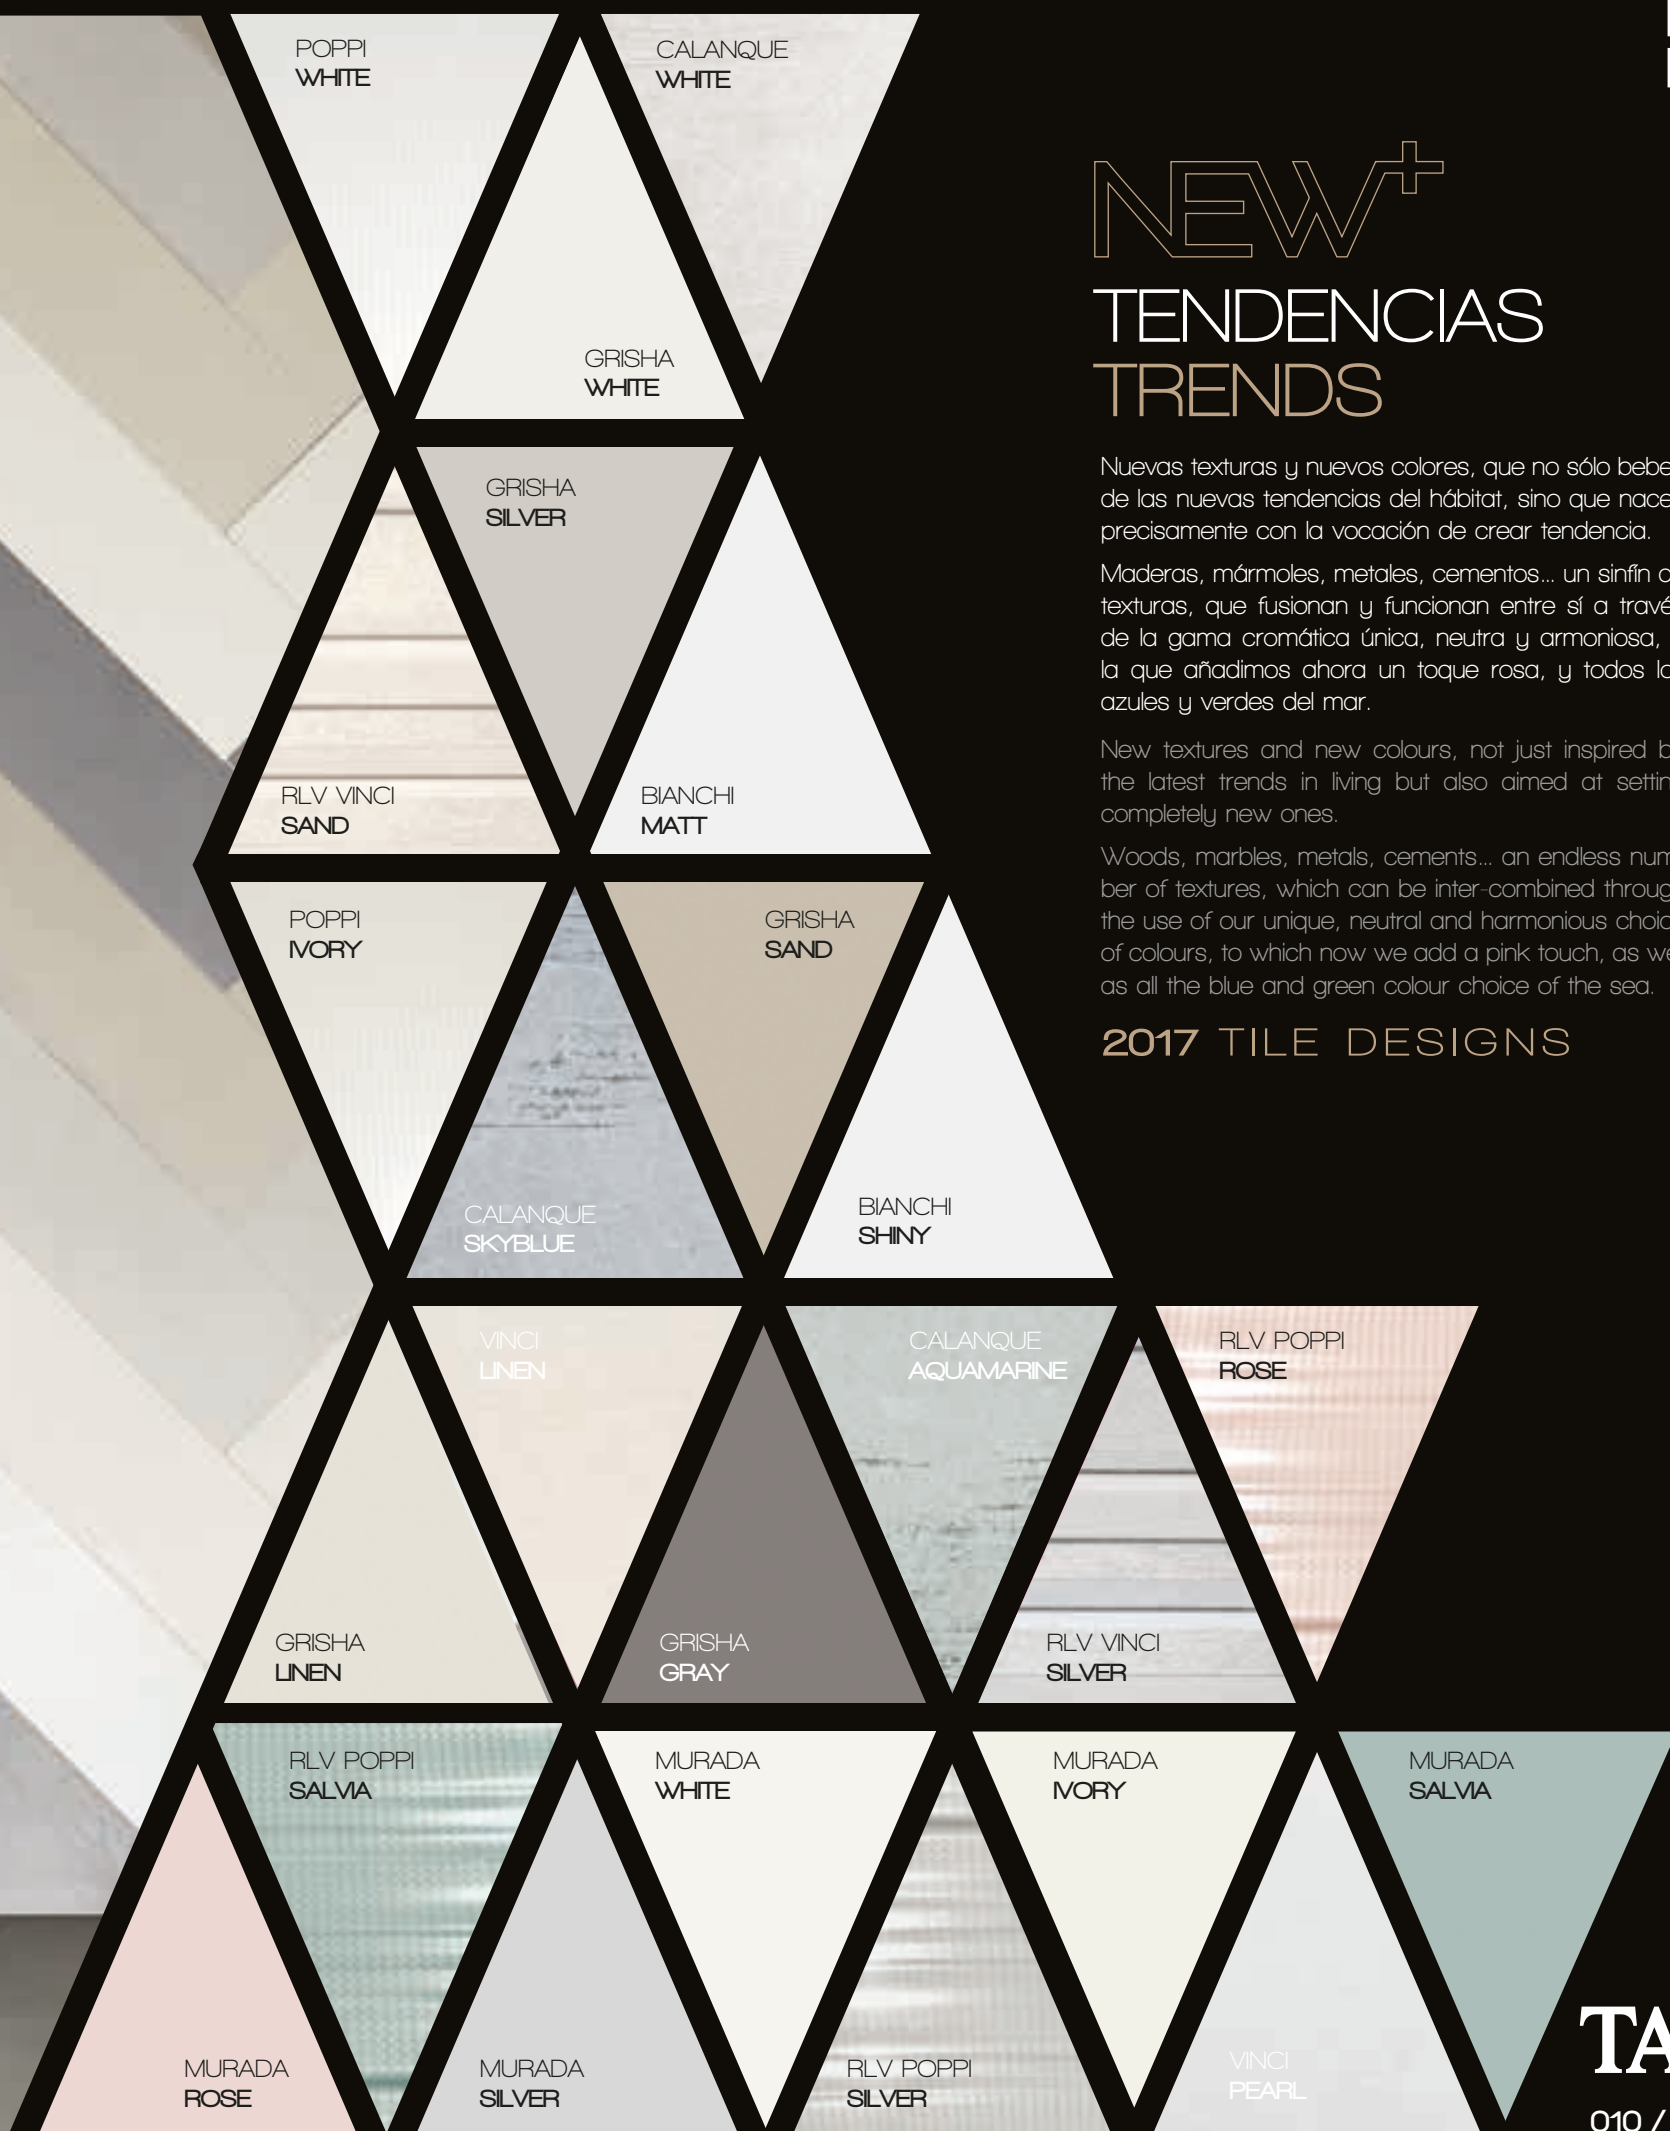 POPPI
WHITE
CALANQUE
WHITE
GRISHA
WHITE
NEW+
TENDENCIAS
TRENDS
Nuevas texturas y nuevos colores, que no sólo bebe
de las nuevas tendencias del hábitat, sino que nace
precisamente con la vocación de crear tendencia.
Maderas, mármoles, metales, cementos... un sinfín
texturas, que fusionan y funcionan entre sí a travé
de la gama cromática única, neutra y armoniosa,
la que añadimos ahora un toque rosa, y todos lo
azules y verdes del mar.
New textures and new colours, not just inspired b
the latest trends in living but also aimed at settin
completely new ones.
Woods, marbles, metals, cements... an endless num
ber of textures, which can be inter-combined throug
the use of our unique, neutral and harmonious choic
of colours, to which now we add a pink touch, as we
as all the blue and green colour choice of the sea.
2017 TILE DESIGNS
GRISHA
SILVER
RLV VINCI
SAND
BIANCHI
MATT
POPPI
IVORY
GRISHA
SAND
CALANQUE
SKYBLUE
BIANCHI
SHINY
VINCI
LINEN
CALANQUE
AQUAMARINE
RLV POPPI
ROSE
GRISHA
LINEN
GRISHA
GRAY
RLV VINCI
SILVER
RLV POPPI
SALVIA
MURADA
WHITE
MURADA
IVORY
MURADA
SALVIA
MURADA
ROSE
MURADA
SILVER
RLV POPPI
SILVER
VINCI
PEARL
TA
010 /